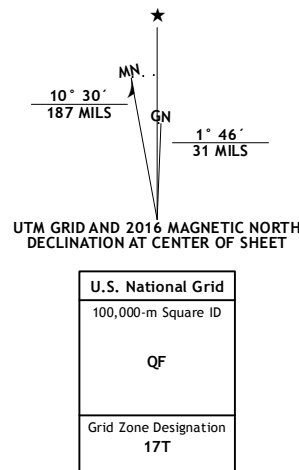 ★
MN
10° 30´
187 MILS
GN
1° 46´
31 MILS
UTM GRID AND 2016 MAGNETIC NORTH
DECLINATION AT CENTER OF SHEET
U.S. National Grid
100,000-m Square ID
QF
Grid Zone Designation
17T